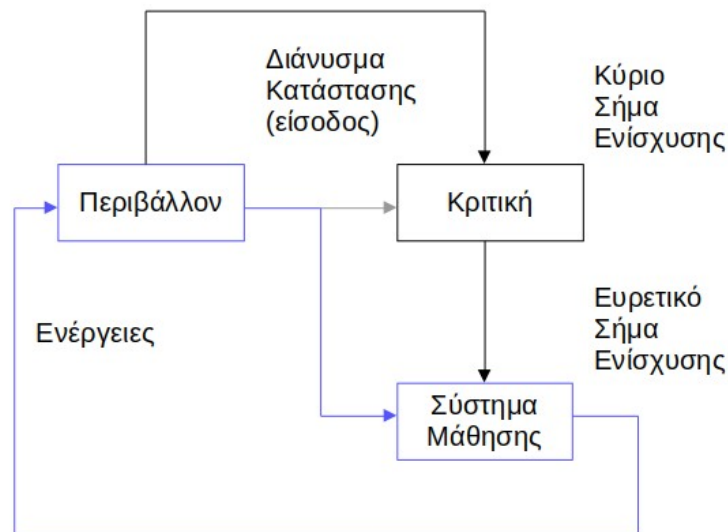 Διάνυσμα
Κατάστασης
(είσοδος)
Κύριο
Σήμα
Ενίσχυσης
Περιβάλλον
Κριτική
Ενέργειες
Ευρετικό
Σήμα
Ενίσχυσης
Σύστημα
Μάθησης